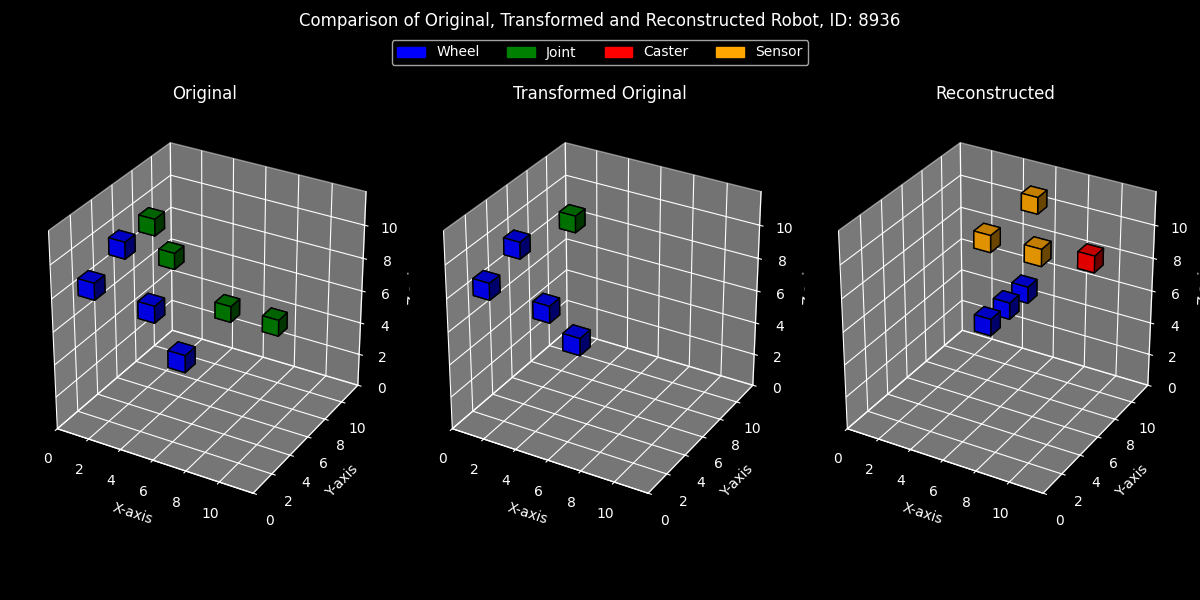 Comparison of Original, Transformed and Reconstructed Robot, ID: 8936
Wheel Joint Caster Sensor
Original Transformed Original Reconstructed
10 10 10
8 8 8
6 6 6
4 4 4
2 2 2
0 0 0
0 2 4 6 8 10 0 2 4 6 8 10 0 2 4 6 8 10
0 2 4 6 8 10 0 2 4 6 8 10 0 2 4 6 8 10
X-axis Y-axis X-axis Y-axis X-axis Y-axis